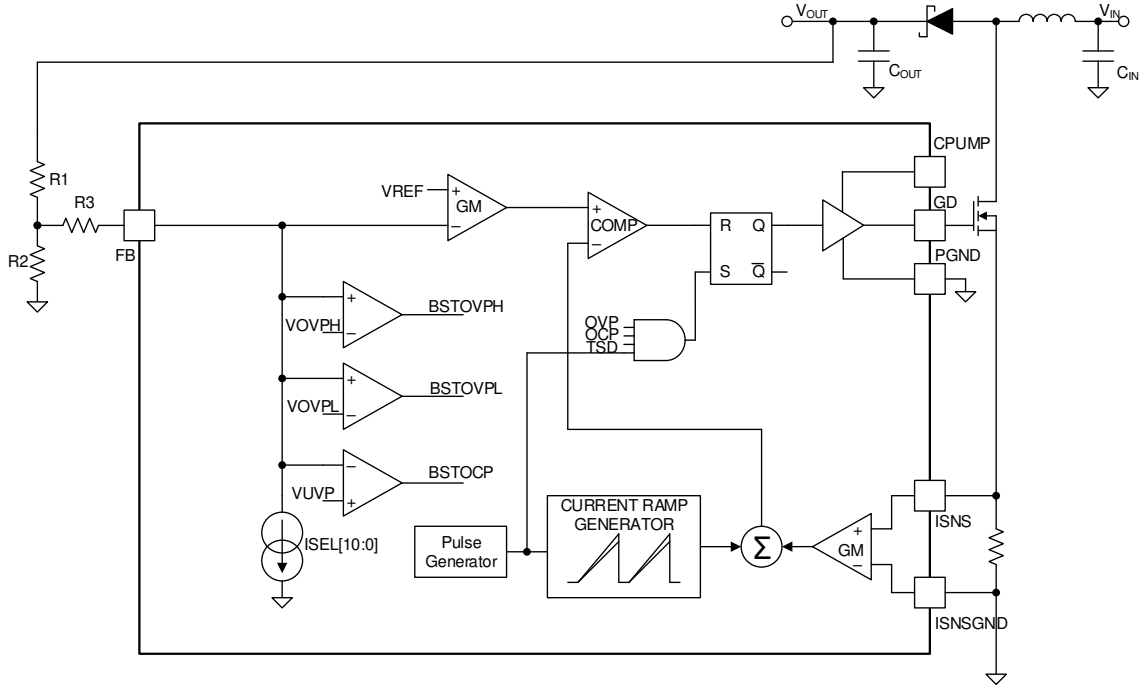 VOUT
VIN
COUT
CIN
CPUMP
R1
R3
VREF
+
GM
−
+
COMP
−
R Q
S Q̅
GD
FB
R2
PGND
+
VOVPH
−
BSTOVPH
OVP
OCP
TSD
+
VOVPL
−
BSTOVPL
−
VUVP
+
BSTOCP
CURRENT RAMP
GENERATOR
ISNS
ISEL[10:0]
Pulse
Generator
Σ
+
GM
−
ISNSGND